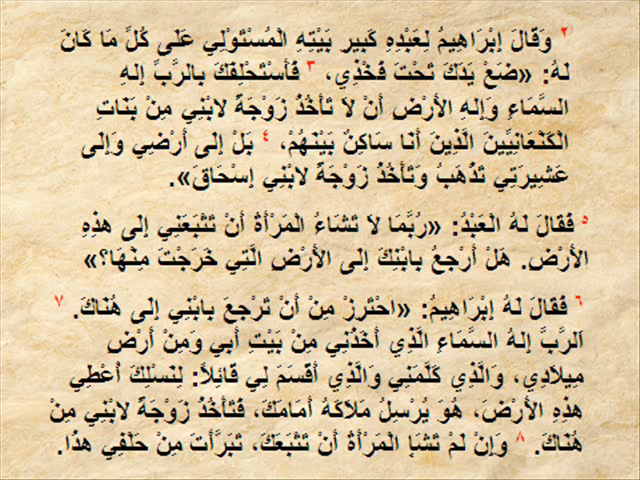 ٢ وَقَالَ إِبْرَاهِيمُ لِعَبْدِهِ كَبِيرِ بَيْتِهِ الْمُسْتَوْلِي عَلَى كُلِّ مَا كَانَ
لَهُ: «ضَعْ يَدَكَ تَحْتَ فَخْذِي، ٣ فَأَسْتَحْلِفَكَ بِالرَّبِّ إِلهِ
السَّمَاءِ وَإِلهِ الأَرْضِ أَنْ لاَ تَأْخُذَ زَوْجَةً لابْنِي مِنْ بَنَاتِ
الْكَنْعَانِيِّينَ الَّذِينَ أَنَا سَاكِنٌ بَيْنَهُمْ، ٤ بَلْ إِلَى أَرْضِي وَإِلَى
عَشِيرَتِي تَذْهَبُ وَتَأْخُذُ زَوْجَةً لابْنِي إِسْحَاقَ».
٥ فَقَالَ لَهُ الْعَبْدُ: «رُبَّمَا لاَ تَشَاءُ الْمَرْأَةُ أَنْ تَتْبَعَنِي إِلَى هذِهِ
الأَرْضِ. هَلْ أَرْجعُ بِابْنِكَ إِلَى الأَرْضِ الَّتِي خَرَجْتَ مِنْهَا؟»
٦ فَقَالَ لَهُ إِبْرَاهِيمُ: «احْتَرِزْ مِنْ أَنْ تَرْجعَ بِابْنِي إِلَى هُنَاكَ. ٧
اَلرَّبُّ إِلهُ السَّمَاءِ الَّذِي أَخَذَنِي مِنْ بَيْتِ أَبِي وَمِنْ أَرْضِ
مِيلاَدِي، وَالَّذِي كَلَّمَنِي وَالَّذِي أَقْسَمَ لِي قَائِلاً: لِنَسْلِكَ أُعْطِي
هذِهِ الأَرْضَ، هُوَ يُرْسِلُ مَلاَكَهُ أَمَامَكَ، فَتَأْخُذُ زَوْجَةً لابْنِي مِنْ
هُنَاكَ. ٨ وَإِنْ لَمْ تَشَإِ الْمَرْأَةُ أَنْ تَتْبَعَكَ، تَبَرَّأْتَ مِنْ حَلْفِي هذَا.